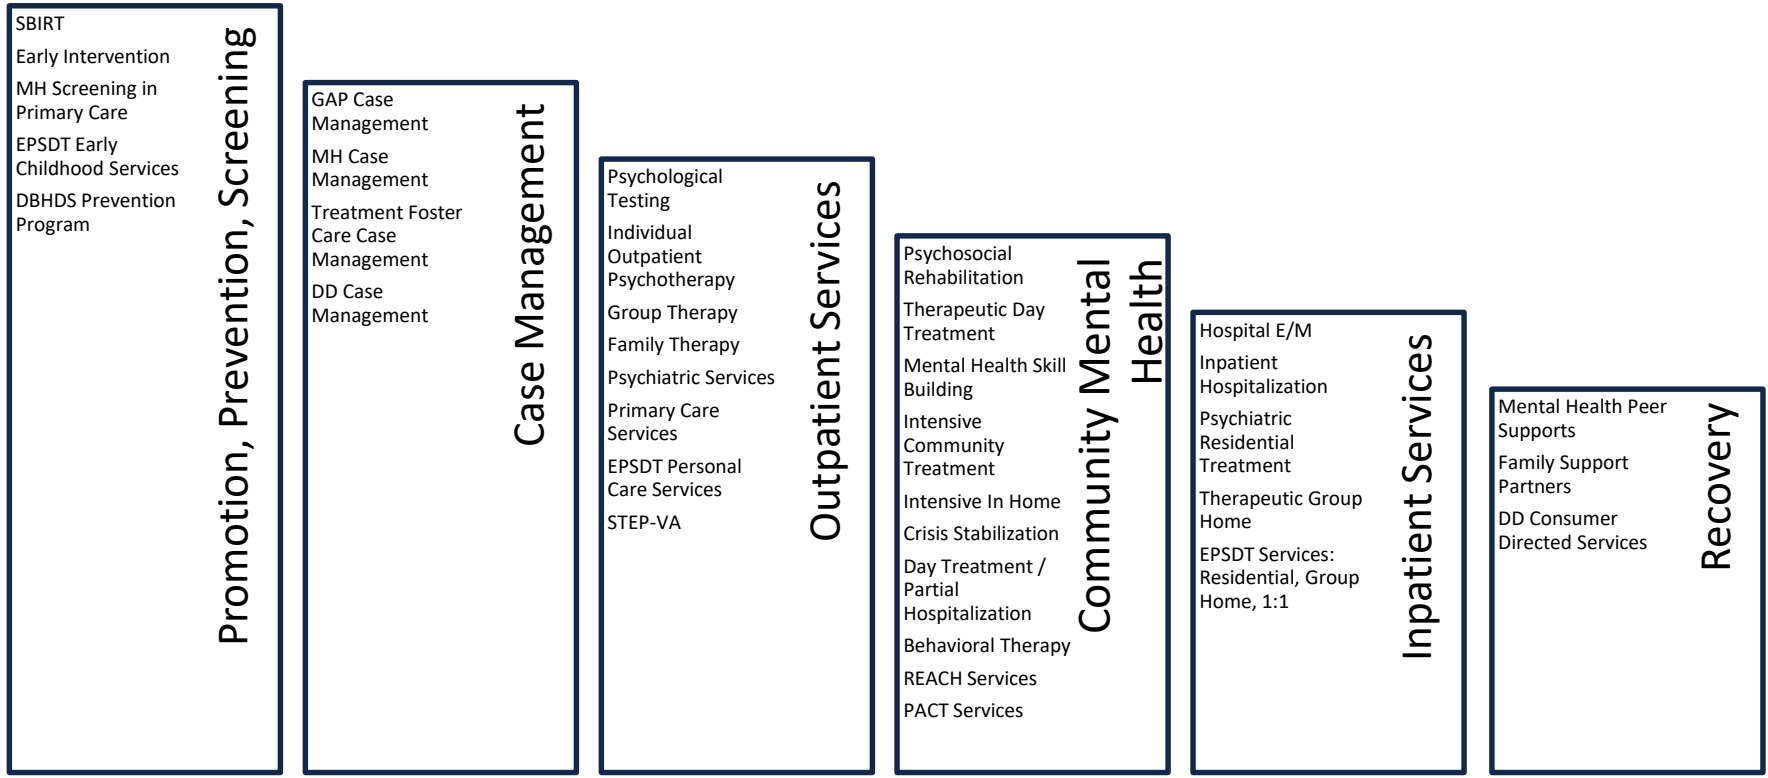 SBIRT
Early Intervention
MH Screening in
Primary Care
EPSDT Early
Childhood Services
DBHDS Prevention
Program
Promotion, Prevention, Screening
GAP Case
Management
MH Case
Management
Treatment Foster
Care Case
Management
DD Case
Management
Case Management
Psychological
Testing
Individual
Outpatient
Psychotherapy
Group Therapy
Family Therapy
Psychiatric Services
Primary Care
Services
EPSDT Personal
Care Services
STEP-VA
Outpatient Services
Psychosocial
Rehabilitation
Therapeutic Day
Treatment
Mental Health Skill
Building
Intensive
Community
Treatment
Intensive In Home
Crisis Stabilization
Day Treatment /
Partial
Hospitalization
Behavioral Therapy
REACH Services
PACT Services
Community Mental
Health
Hospital E/M
Inpatient
Hospitalization
Psychiatric
Residential
Treatment
Therapeutic Group
Home
EPSDT Services:
Residential, Group
Home, 1:1
Inpatient Services
Mental Health Peer
Supports
Family Support
Partners
DD Consumer
Directed Services
Recovery